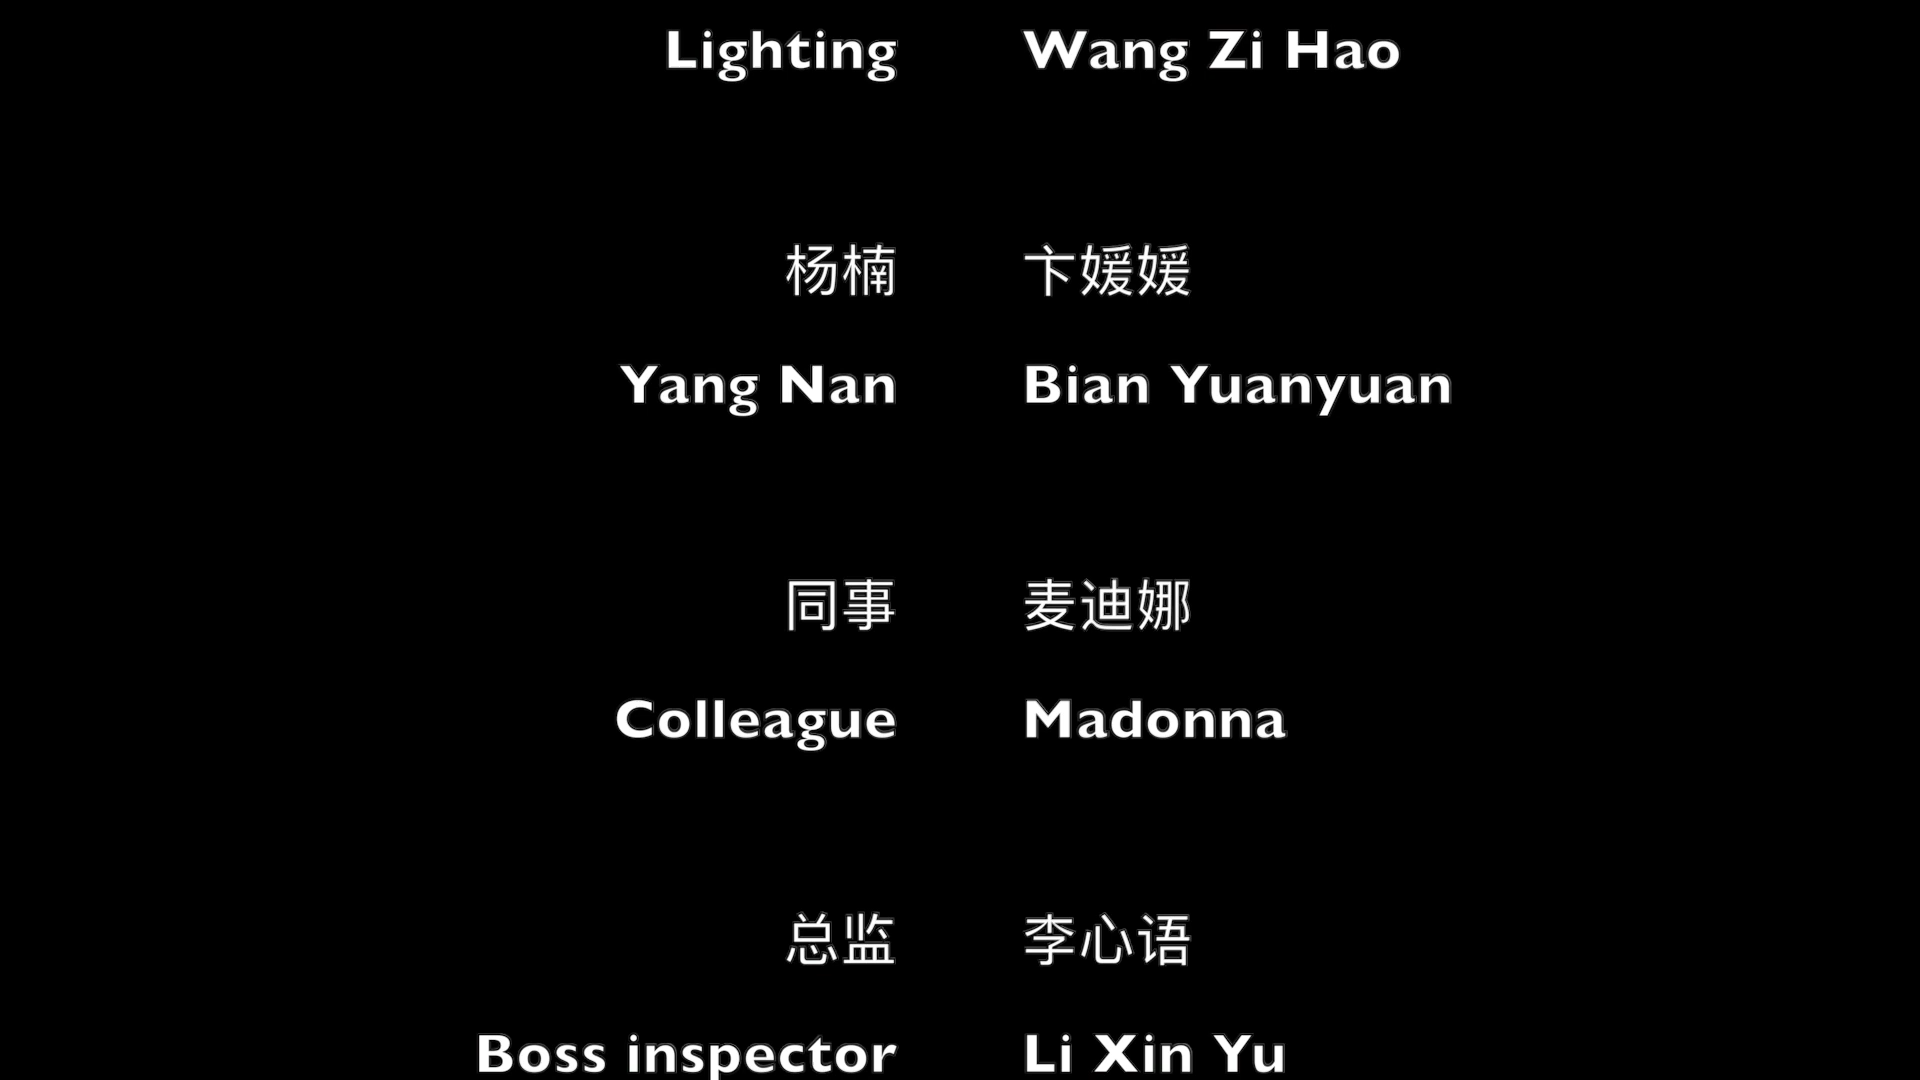 Lighting Wang Zi Hao
杨楠 卞媛媛
Yang Nan Bian Yuanyuan
同事 麦迪娜
Colleague Madonna
总监 李心语
Boss inspector Li Xin Yu